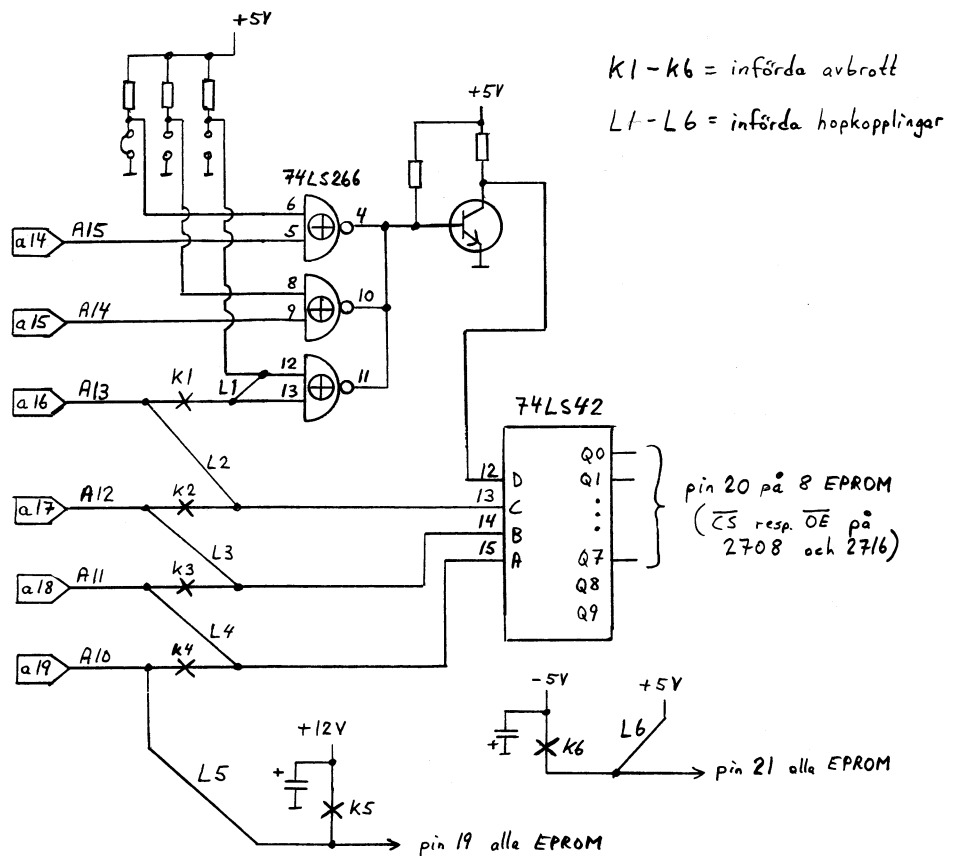 +5V
K1-K6 = införda avbrott
L1-L6 = införda hopkopplingar
+5V
74LS266
6
5
4
a14
A15
8
9
10
a15
A14
12
13
11
a16
A13
K1
L1
L2
74LS42
12
D
Q0
13
C
Q1
14
B
15
A
Q7
Q8
Q9
pin 20 på 8 EPROM
(CS resp. OE på
2708 och 2716)
a17
A12
K2
L3
a18
A11
K3
L4
a19
A10
K4
L5
+12V
+
K5
pin 19 alla EPROM
-5V
+5V
+
K6
L6
pin 21 alla EPROM